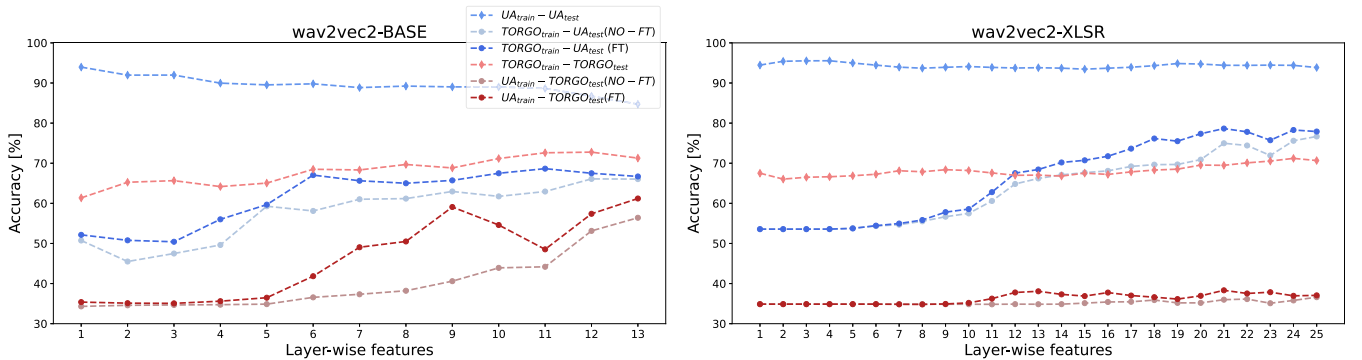 wav2vec2-BASE
UA_train − UA_test
TORGO_train − UA_test(NO − FT)
TORGO_train − UA_test (FT)
TORGO_train − TORGO_test
UA_train − TORGO_test(NO − FT)
UA_train − TORGO_test(FT)
Accuracy [%]
100
90
80
70
60
50
40
30
1 2 3 4 5 6 7 8 9 10 11 12 13
Layer-wise features
wav2vec2-XLSR
Accuracy [%]
100
90
80
70
60
50
40
30
1 2 3 4 5 6 7 8 9 10 11 12 13 14 15 16 17 18 19 20 21 22 23 24 25
Layer-wise features